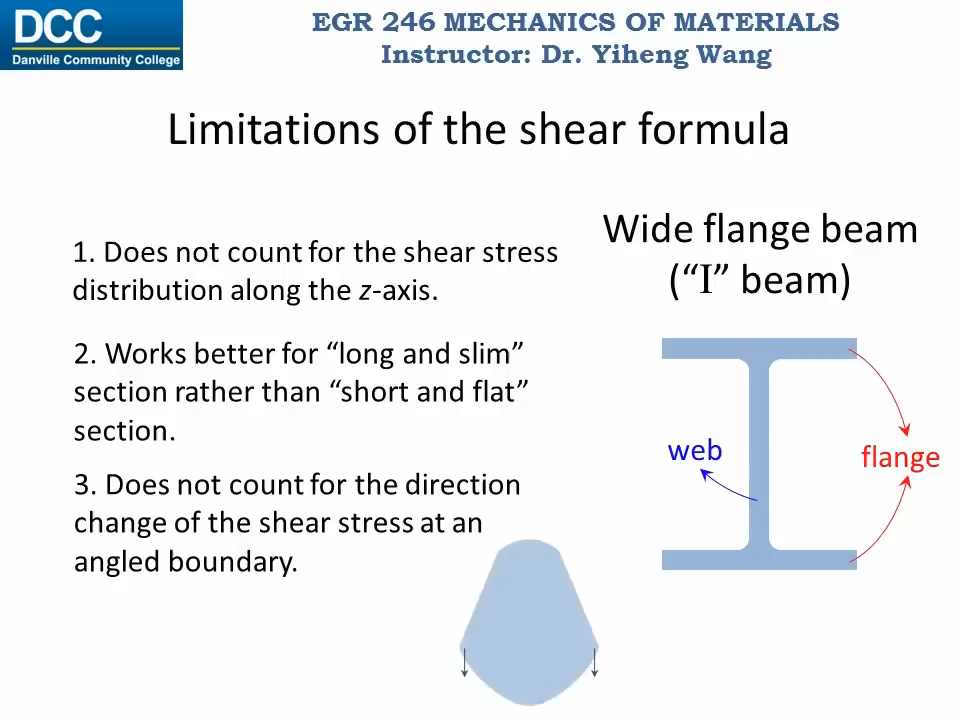 DCC
Danville Community College
EGR 246 MECHANICS OF MATERIALS
Instructor: Dr. Yiheng Wang
Limitations of the shear formula
1. Does not count for the shear stress
distribution along the z-axis.
2. Works better for “long and slim”
section rather than “short and flat”
section.
3. Does not count for the direction
change of the shear stress at an
angled boundary.
Wide flange beam
(“I” beam)
web
flange